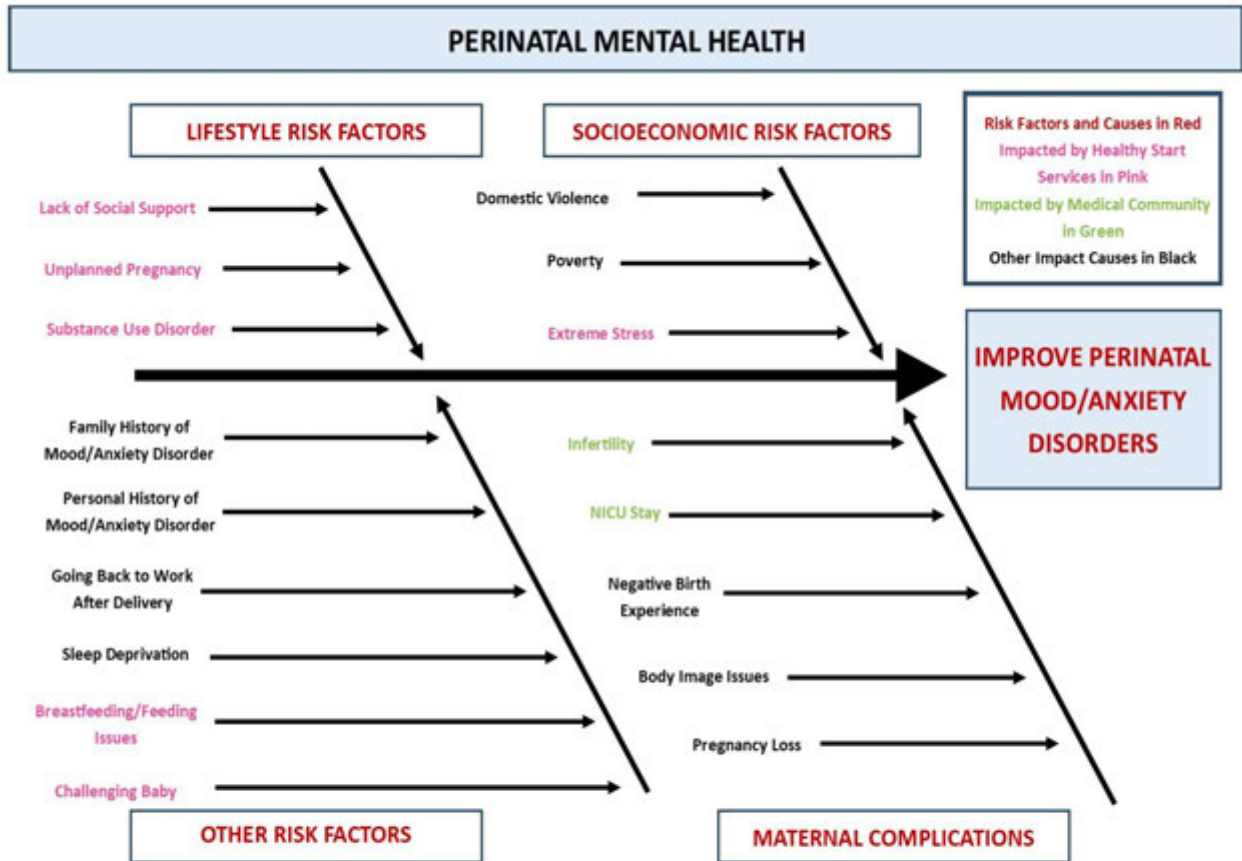 PERINATAL MENTAL HEALTH
LIFESTYLE RISK FACTORS
SOCIOECONOMIC RISK FACTORS
Risk Factors and Causes in Red
Impacted by Healthy Start
Services in Pink
Impacted by Medical Community
in Green
Other Impact Causes in Black
Lack of Social Support
Unplanned Pregnancy
Substance Use Disorder
Domestic Violence
Poverty
Extreme Stress
IMPROVE PERINATAL
MOOD/ANXIETY
DISORDERS
Family History of
Mood/Anxiety Disorder
Personal History of
Mood/Anxiety Disorder
Going Back to Work
After Delivery
Sleep Deprivation
Breastfeeding/Feeding
Issues
Challenging Baby
Infertility
NICU Stay
Negative Birth
Experience
Body Image Issues
Pregnancy Loss
OTHER RISK FACTORS
MATERNAL COMPLICATIONS